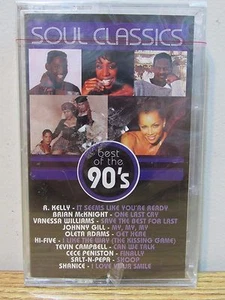 SOUL CLASSICS
best of the
90's
R. KELLY - IT SEEMS LIKE YOU'RE READY
BRIAN McKNIGHT - ONE LAST CRY
VANESSA WILLIAMS - SAVE THE BEST FOR LAST
JOHNNY GILL - MY, MY, MY
OLETA ADAMS - GET HERE
HI-FIVE - I LIKE THE WAY (THE KISSING GAME)
TEVIN CAMPBELL - CAN WE TALK
CECE PENISTON - FINALLY
SALT-N-PEPA - SHOOP
SHANICE - I LOVE YOUR SMILE